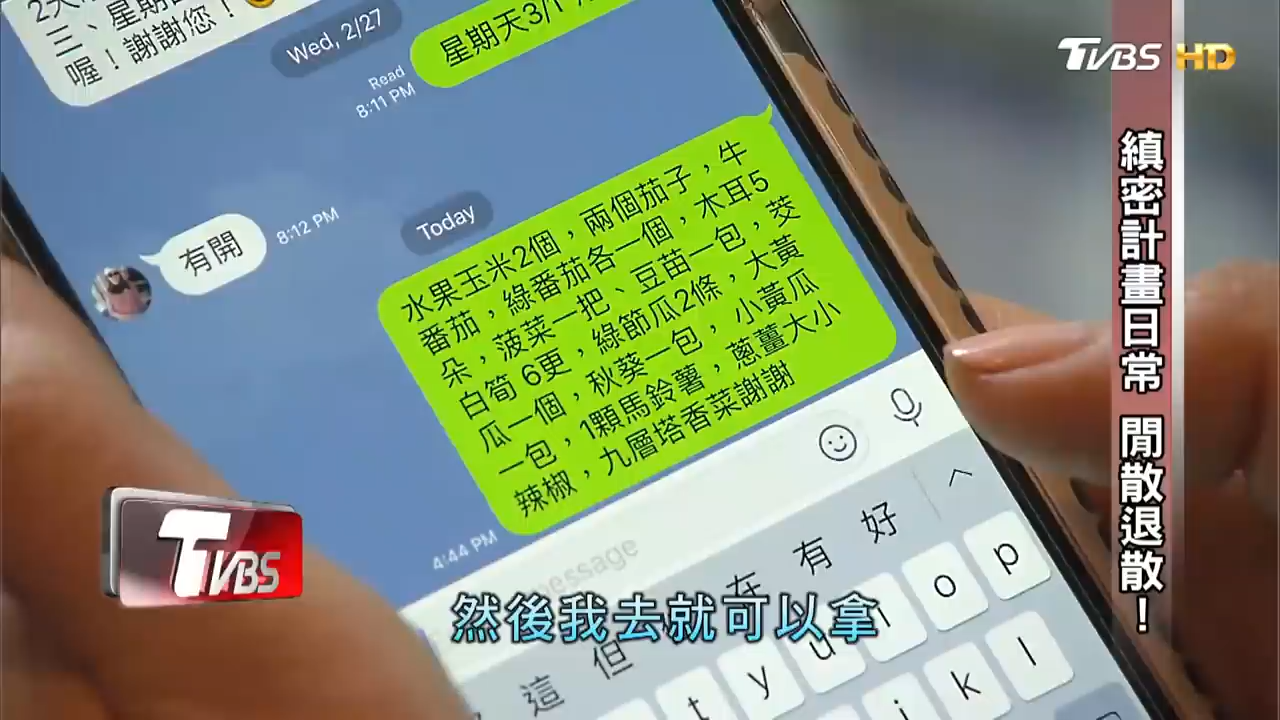 三、星期
喔！謝謝您！
Wed, 2/27
星期天3/1
Read
8:11 PM
有開
8:12 PM
Today
水果玉米2個，兩個茄子，牛
番茄，綠番茄各一個，木耳5
朵，菠菜一把、豆苗一包，茭
白筍 6更，綠節瓜2條，大黃
瓜一個，秋葵一包， 小黃瓜
一包，1顆馬鈴薯，蔥薑大小
辣椒，九層塔香菜謝謝
4:44 PM
message
這 但 在 有 好
t y u i o p
j k l
TVBS HD
縝密計畫日常 閒散退散！
TVBS
然後我去就可以拿